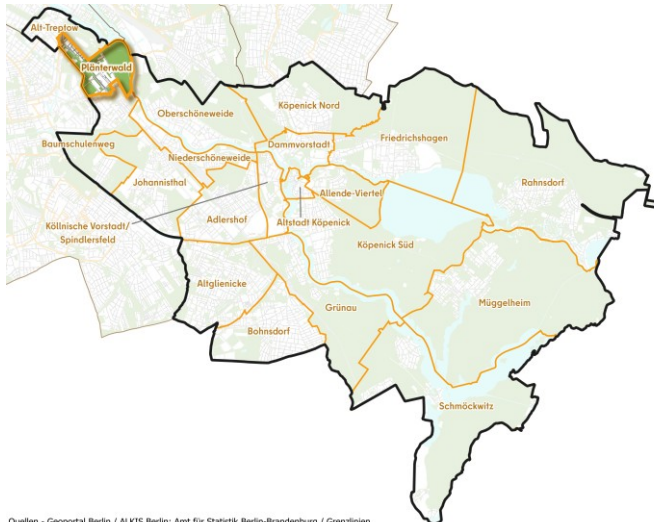 Alt-Treptow
Plänterwald
Oberschöneweide
Köpenick Nord
Dammvorstadt
Friedrichshagen
Baumschulenweg
Niederschöneweide
Johannisthal
Rahnsdorf
Allende-Viertel
Köllnische Vorstadt/
Spindlersfeld
Adlershof
Altstadt Köpenick
Köpenick Süd
Altglienicke
Grünau
Müggelheim
Bohnsdorf
Schmöckwitz
Quellen - Geoportal Berlin / ALKIS Berlin; Amt für Statistik Berlin-Brandenburg / Grenzlinien